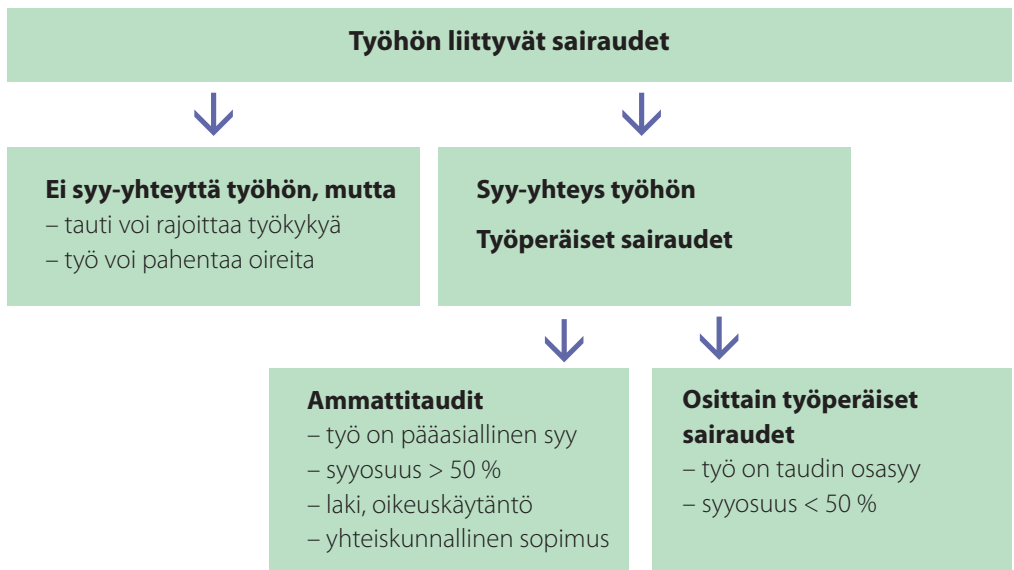 Työhön liittyvät sairaudet
Ei syy-yhteyttä työhön, mutta
– tauti voi rajoittaa työkykyä
– työ voi pahentaa oireita
Syy-yhteys työhön
Työperäiset sairaudet
Ammattitaudit
– työ on pääasiallinen syy
– syyosuus > 50 %
– laki, oikeuskäytäntö
– yhteiskunnallinen sopimus
Osittain työperäiset
sairaudet
– työ on taudin osasyy
– syyosuus < 50 %